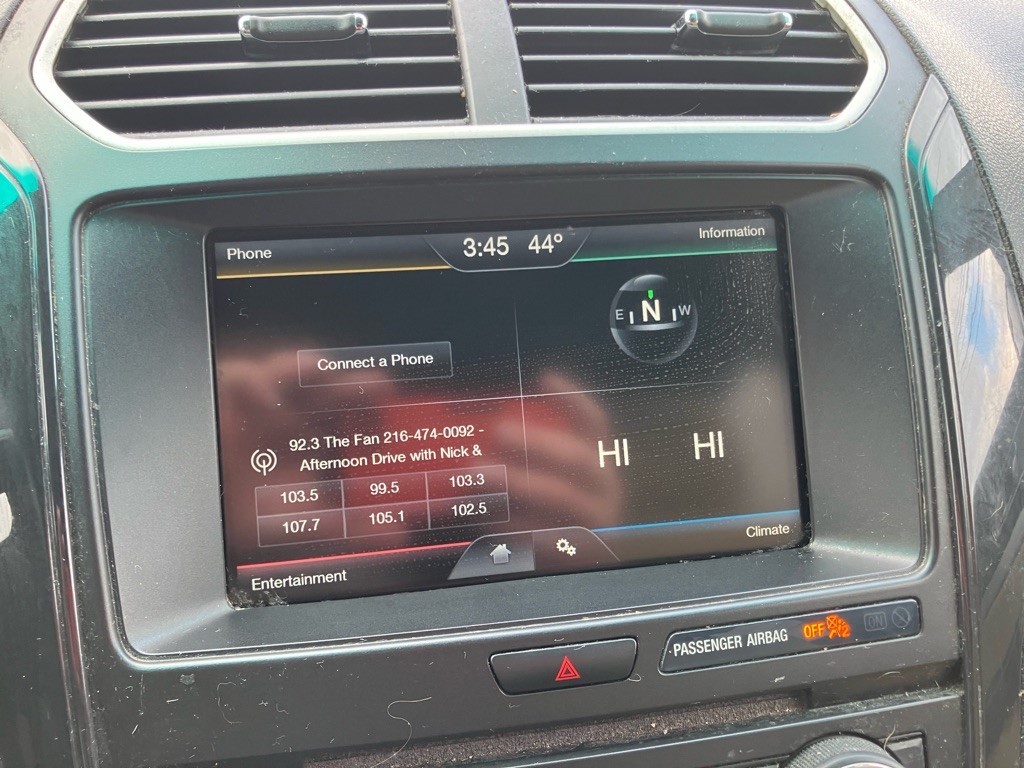 Phone
3:45 44°
Information
E N W
Connect a Phone
92.3 The Fan 216-474-0092 -
Afternoon Drive with Nick &
103.5 99.5 103.3
107.7 105.1 102.5
HI HI
Entertainment
Climate
PASSENGER AIRBAG OFF 2 ON